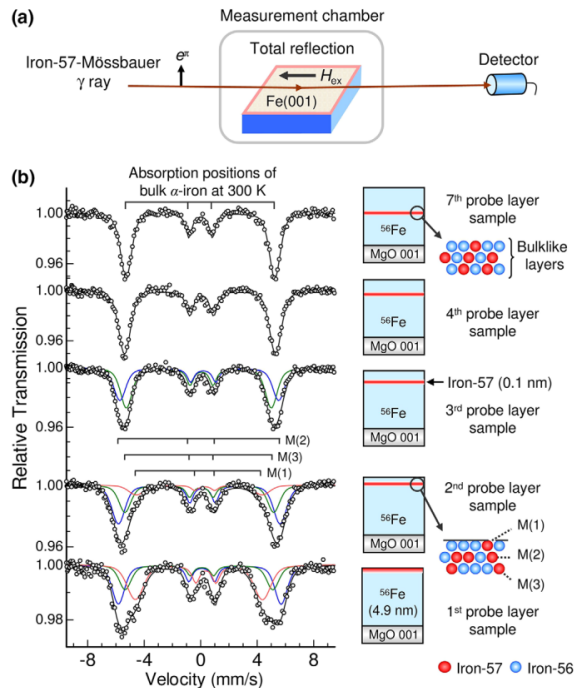 (a)
Measurement chamber
Total reflection
Iron-57-Mössbauer
γ ray
eπ
Hex
Fe(001)
Detector
(b)
Absorption positions of
bulk α-iron at 300 K
1.00
0.96
1.00
0.96
1.00
0.96
1.00
0.96
1.00
0.98
Relative Transmission
M(2)
M(3)
M(1)
-8
-4
0
4
8
Velocity (mm/s)
56Fe
MgO 001
7th probe layer
sample
Bulklike
layers
56Fe
MgO 001
4th probe layer
sample
56Fe
MgO 001
Iron-57 (0.1 nm)
3rd probe layer
sample
56Fe
MgO 001
2nd probe layer
sample
M(1)
M(2)
M(3)
56Fe
(4.9 nm)
MgO 001
1st probe layer
sample
Iron-57
Iron-56